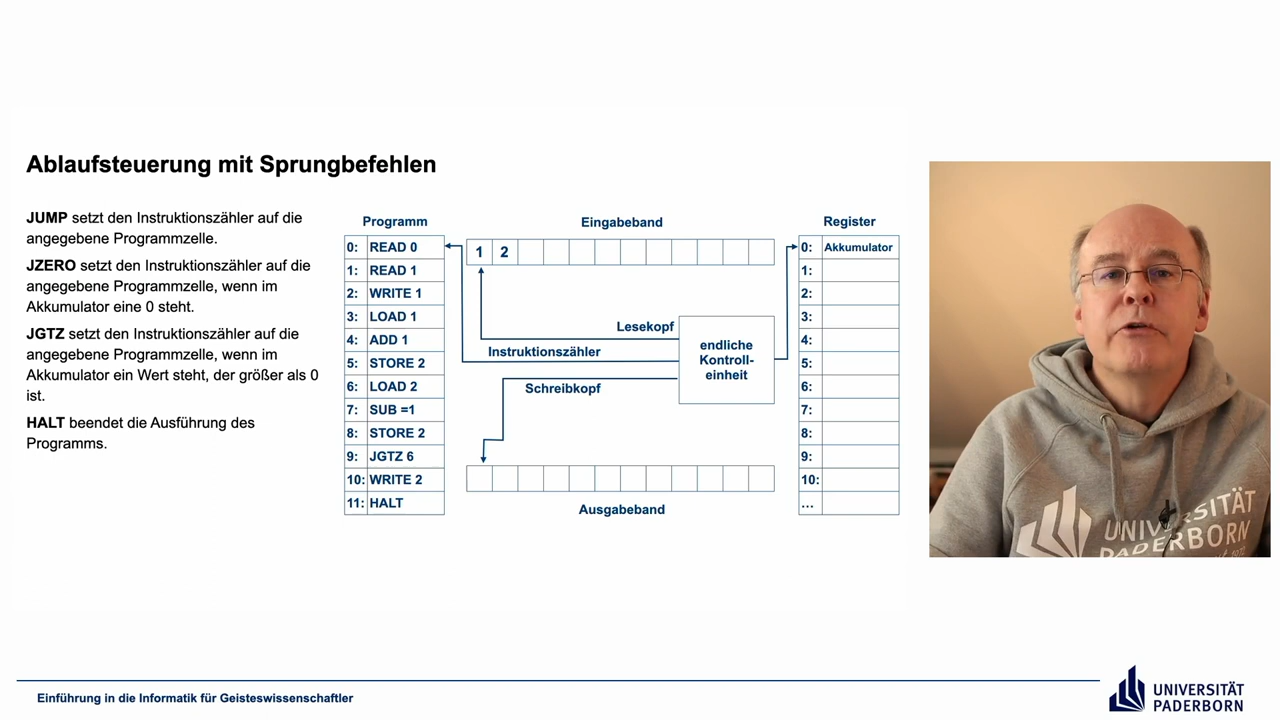 Ablaufsteuerung mit Sprungbefehlen
JUMP setzt den Instruktionszähler auf die
angegebene Programmzelle.
JZERO setzt den Instruktionszähler auf die
angegebene Programmzelle, wenn im
Akkumulator eine 0 steht.
JGTZ setzt den Instruktionszähler auf die
angegebene Programmzelle, wenn im
Akkumulator ein Wert steht, der größer als 0
ist.
HALT beendet die Ausführung des
Programms.
Programm
0: READ 0
1: READ 1
2: WRITE 1
3: LOAD 1
4: ADD 1
5: STORE 2
6: LOAD 2
7: SUB =1
8: STORE 2
9: JGTZ 6
10: WRITE 2
11: HALT
Eingabeband
1 2
Lesekopf
Instruktionszähler
Schreibkopf
endliche
Kontroll-
einheit
Ausgabeband
Register
0: Akkumulator
1:
2:
3:
4:
5:
6:
7:
8:
9:
10:
...
UNIVERSITÄT
PADERBORN
Einführung in die Informatik für Geisteswissenschaftler
UNIVERSITÄT
PADERBORN